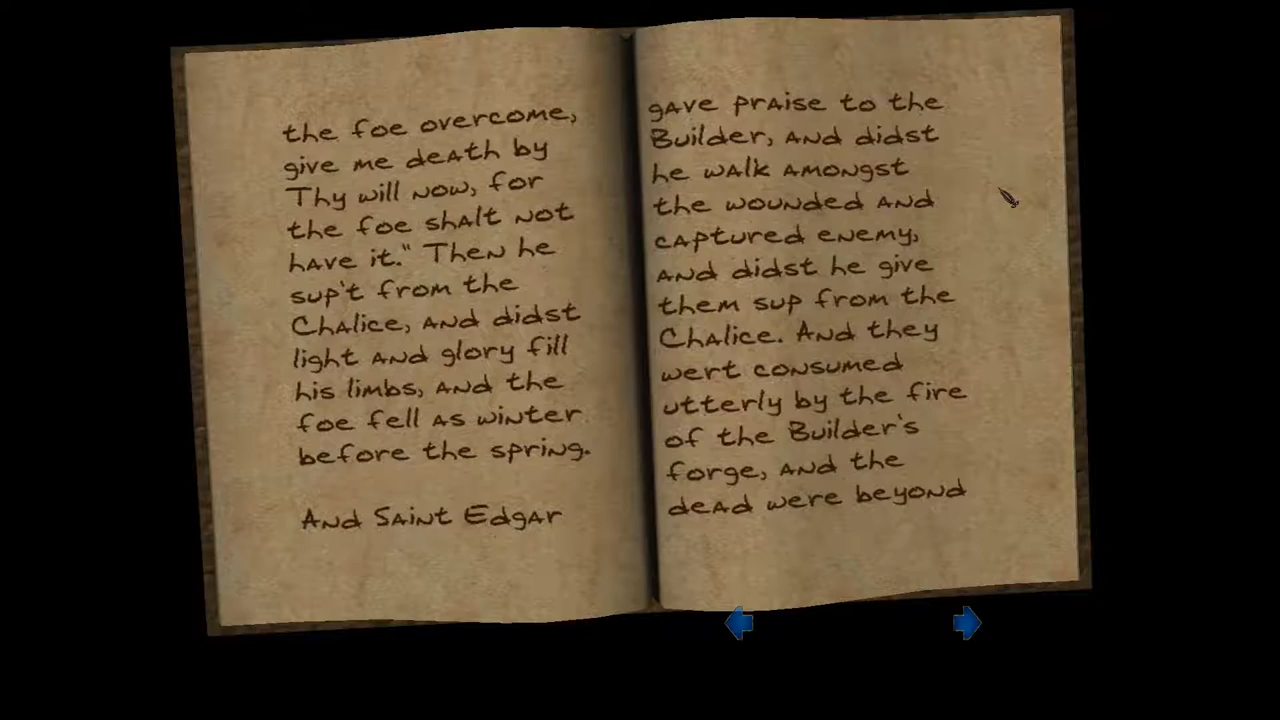 the foe overcome,
give me death by
Thy will now, for
the foe shalt not
have it." Then he
sup't from the
Chalice, and didst
light and glory fill
his limbs, and the
foe fell as winter
before the spring.
And Saint Edgar
gave praise to the
Builder, and didst
he walk amongst
the wounded and
captured enemy,
and didst he give
them sup from the
Chalice. And they
wert consumed
utterly by the fire
of the Builder's
forge, and the
dead were beyond